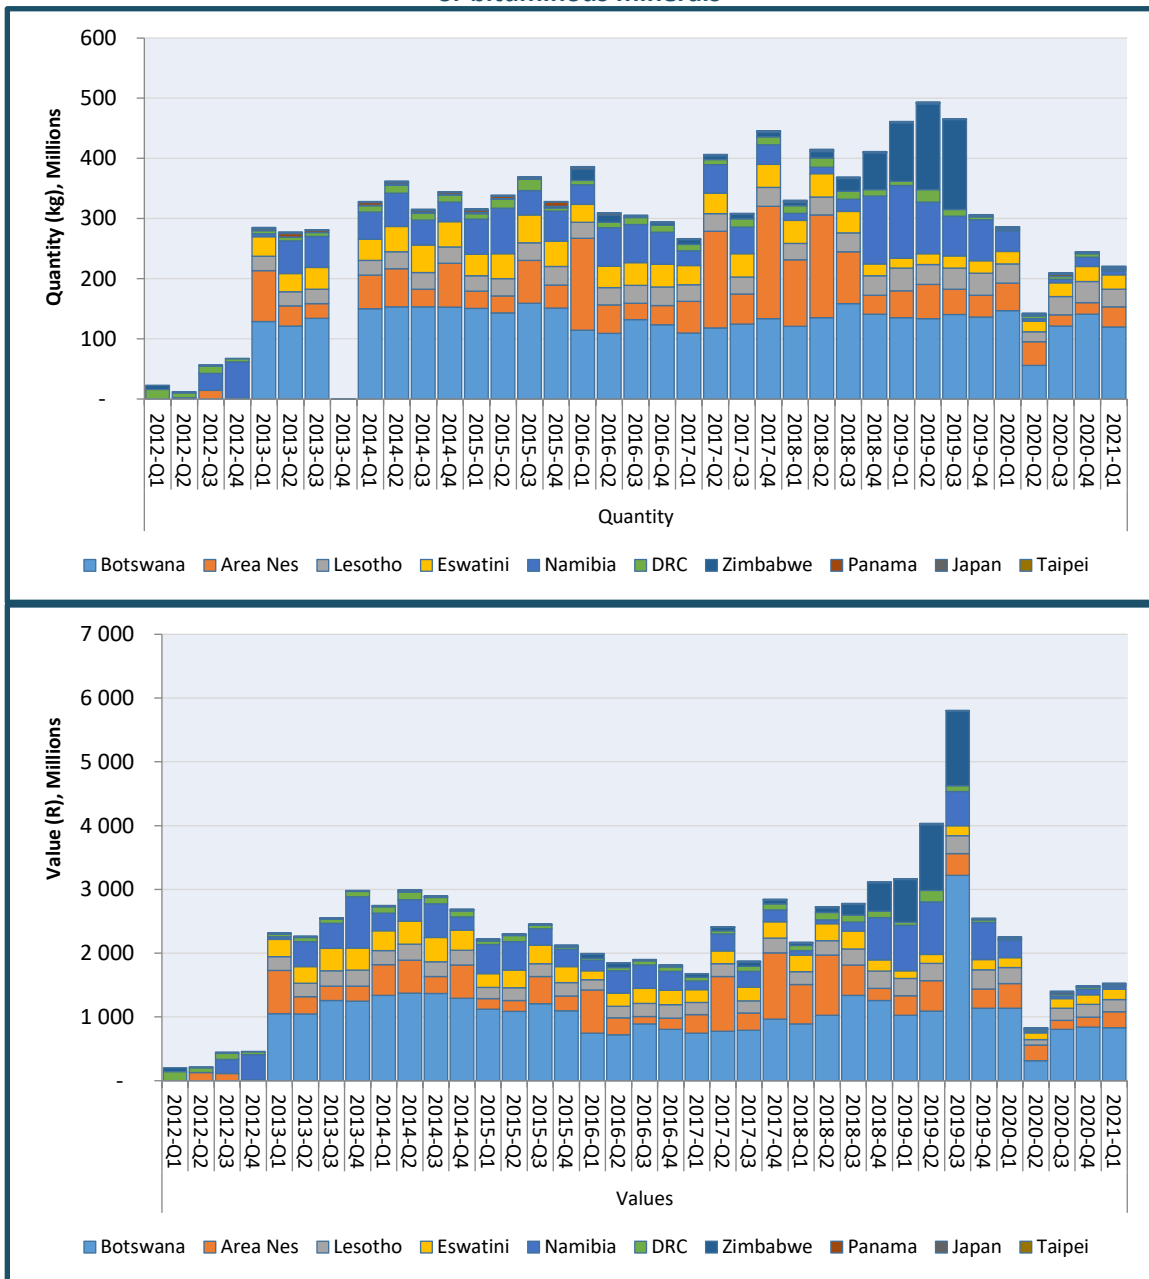 600
500
400
300
200
100
-
Quantity (kg), Millions
2012-Q1
2012-Q2
2012-Q3
2012-Q4
2013-Q1
2013-Q2
2013-Q3
2013-Q4
2014-Q1
2014-Q2
2014-Q3
2014-Q4
2015-Q1
2015-Q2
2015-Q3
2015-Q4
2016-Q1
2016-Q2
2016-Q3
2016-Q4
2017-Q1
2017-Q2
2017-Q3
2017-Q4
2018-Q1
2018-Q2
2018-Q3
2018-Q4
2019-Q1
2019-Q2
2019-Q3
2019-Q4
2020-Q1
2020-Q2
2020-Q3
2020-Q4
2021-Q1
Quantity
Botswana Area Nes Lesotho Eswatini Namibia DRC Zimbabwe Panama Japan Taipei
7 000
6 000
5 000
4 000
3 000
2 000
1 000
-
Value (R), Millions
2012-Q1
2012-Q2
2012-Q3
2012-Q4
2013-Q1
2013-Q2
2013-Q3
2013-Q4
2014-Q1
2014-Q2
2014-Q3
2014-Q4
2015-Q1
2015-Q2
2015-Q3
2015-Q4
2016-Q1
2016-Q2
2016-Q3
2016-Q4
2017-Q1
2017-Q2
2017-Q3
2017-Q4
2018-Q1
2018-Q2
2018-Q3
2018-Q4
2019-Q1
2019-Q2
2019-Q3
2019-Q4
2020-Q1
2020-Q2
2020-Q3
2020-Q4
2021-Q1
Values
Botswana Area Nes Lesotho Eswatini Namibia DRC Zimbabwe Panama Japan Taipei